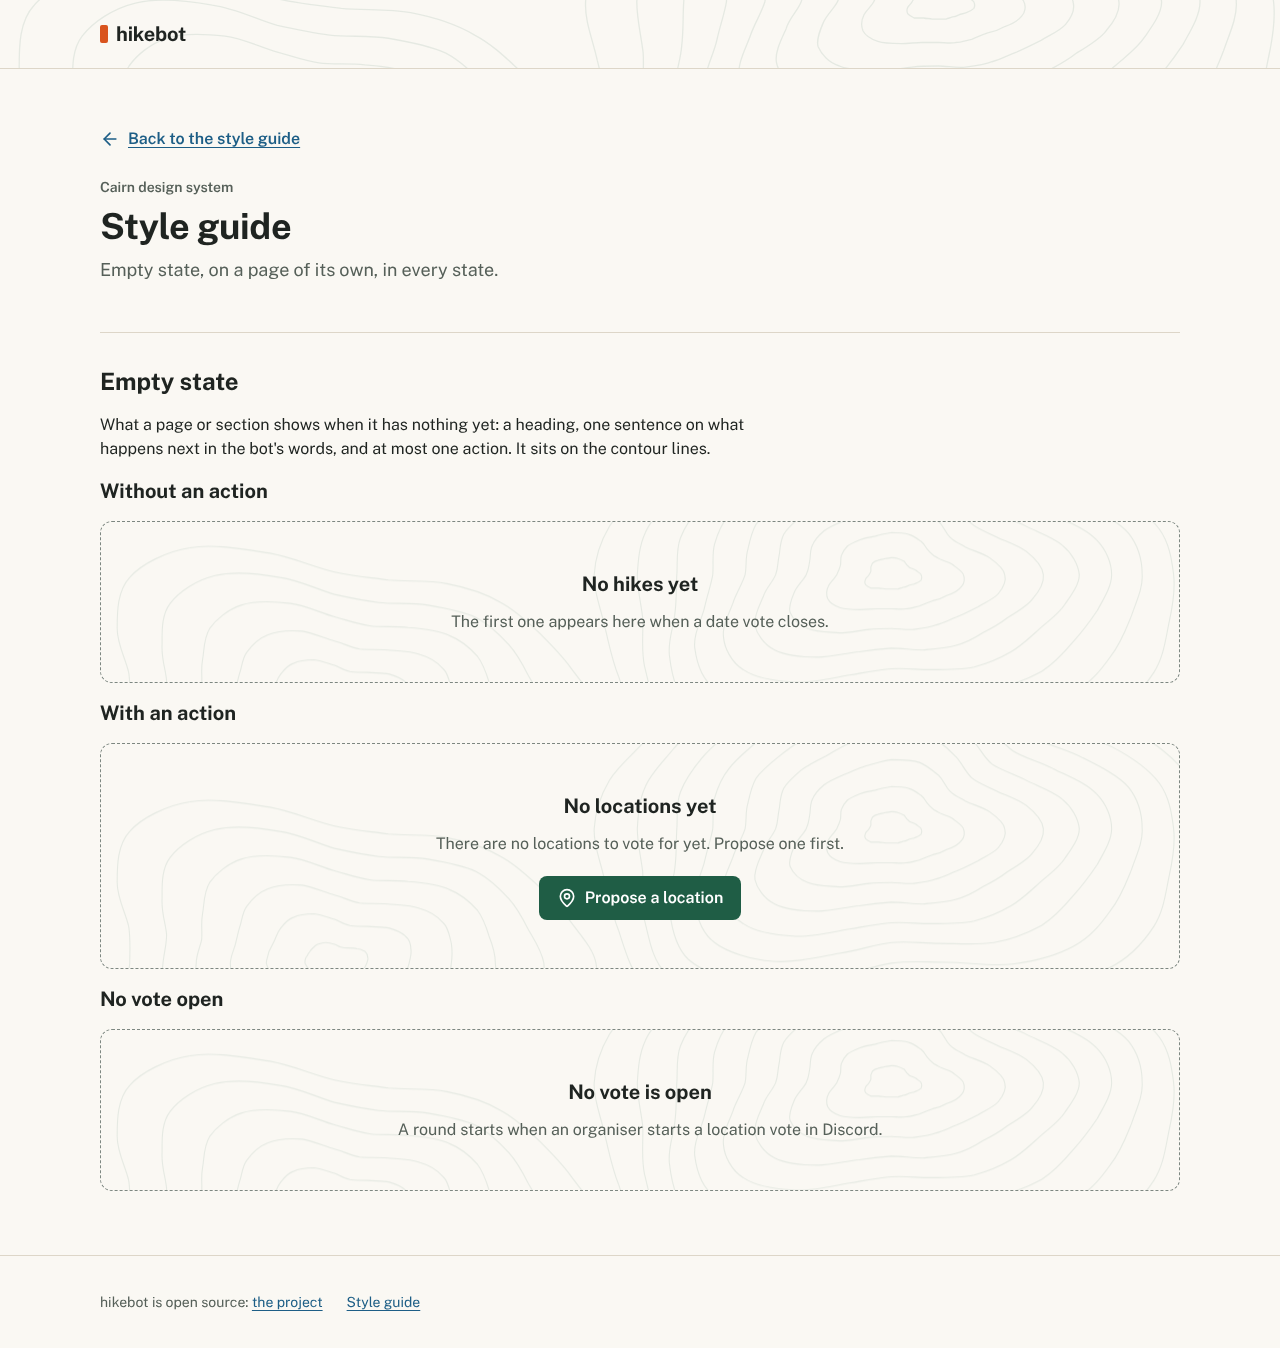 hikebot
Back to the style guide
Cairn design system
Style guide
Empty state, on a page of its own, in every state.
Empty state
What a page or section shows when it has nothing yet: a heading, one sentence on what
happens next in the bot's words, and at most one action. It sits on the contour lines.
Without an action
No hikes yet
The first one appears here when a date vote closes.
With an action
No locations yet
There are no locations to vote for yet. Propose one first.
Propose a location
No vote open
No vote is open
A round starts when an organiser starts a location vote in Discord.
hikebot is open source: the project Style guide